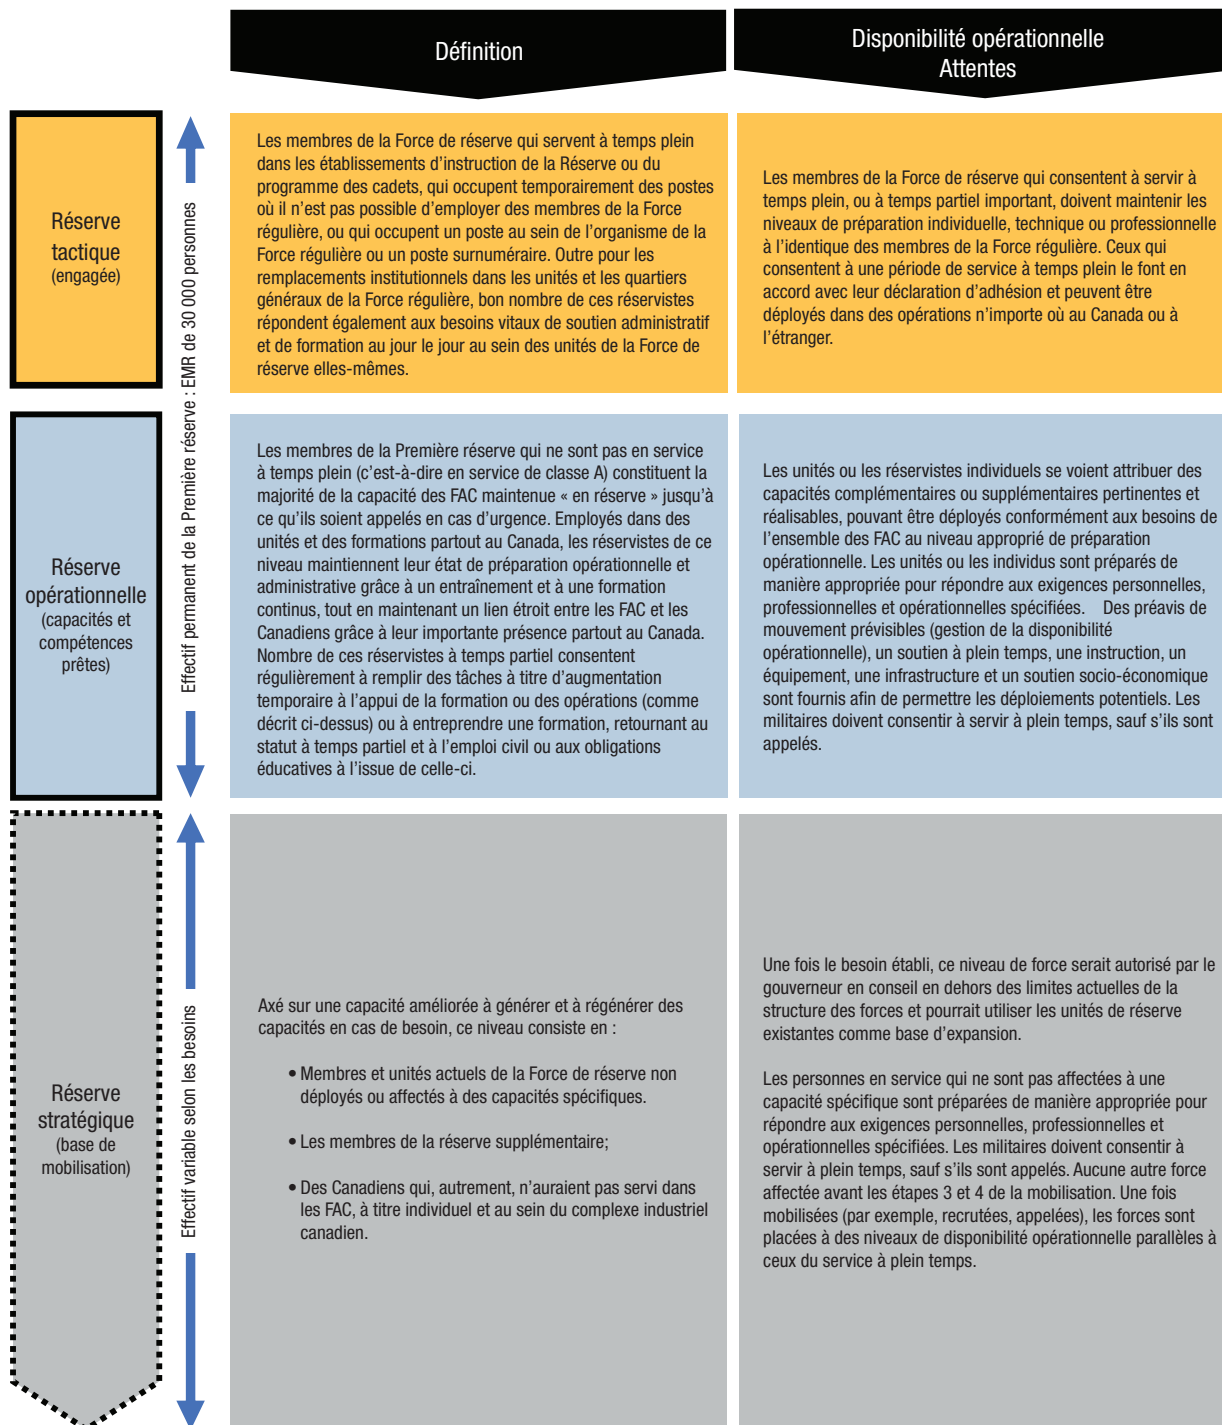 Définition
Disponibilité opérationnelle
Attentes
Réserve
tactique
(engagée)
Effectif permanent de la Première réserve : EMR de 30 000 personnes
Les membres de la Force de réserve qui servent à temps plein
dans les établissements d’instruction de la Réserve ou du
programme des cadets, qui occupent temporairement des postes
où il n’est pas possible d’employer des membres de la Force
régulière, ou qui occupent un poste au sein de l’organisme de la
Force régulière ou un poste surnuméraire. Outre pour les
remplacements institutionnels dans les unités et les quartiers
généraux de la Force régulière, bon nombre de ces réservistes
répondent également aux besoins vitaux de soutien administratif
et de formation au jour le jour au sein des unités de la Force de
réserve elles-mêmes.
Les membres de la Force de réserve qui consentent à servir à
temps plein, ou à temps partiel important, doivent maintenir les
niveaux de préparation individuelle, technique ou professionnelle
à l’identique des membres de la Force régulière. Ceux qui
consentent à une période de service à temps plein le font en
accord avec leur déclaration d’adhésion et peuvent être
déployés dans des opérations n’importe où au Canada ou à
l’étranger.
Réserve
opérationnelle
(capacités et
compétences
prêtes)
Les membres de la Première réserve qui ne sont pas en service
à temps plein (c’est-à-dire en service de classe A) constituent la
majorité de la capacité des FAC maintenue « en réserve » jusqu’à
ce qu’ils soient appelés en cas d’urgence. Employés dans des
unités et des formations partout au Canada, les réservistes de ce
niveau maintiennent leur état de préparation opérationnelle et
administrative grâce à un entraînement et à une formation
continus, tout en maintenant un lien étroit entre les FAC et les
Canadiens grâce à leur importante présence partout au Canada.
Nombre de ces réservistes à temps partiel consentent
régulièrement à remplir des tâches à titre d’augmentation
temporaire à l’appui de la formation ou des opérations (comme
décrit ci-dessus) ou à entreprendre une formation, retournant au
statut à temps partiel et à l’emploi civil ou aux obligations
éducatives à l’issue de celle-ci.
Les unités ou les réservistes individuels se voient attribuer des
capacités complémentaires ou supplémentaires pertinentes et
réalisables, pouvant être déployés conformément aux besoins de
l’ensemble des FAC au niveau approprié de préparation
opérationnelle. Les unités ou les individus sont préparés de
manière appropriée pour répondre aux exigences personnelles,
professionnelles et opérationnelles spécifiées. Des préavis de
mouvement prévisibles (gestion de la disponibilité
opérationnelle), un soutien à plein temps, une instruction, un
équipement, une infrastructure et un soutien socio-économique
sont fournis afin de permettre les déploiements potentiels. Les
militaires doivent consentir à servir à plein temps, sauf s’ils sont
appelés.
Réserve
stratégique
(base de
mobilisation)
Effectif variable selon les besoins
Axé sur une capacité améliorée à générer et à régénérer des
capacités en cas de besoin, ce niveau consiste en :
• Membres et unités actuels de la Force de réserve non
déployés ou affectés à des capacités spécifiques.
• Les membres de la réserve supplémentaire;
• Des Canadiens qui, autrement, n’auraient pas servi dans
les FAC, à titre individuel et au sein du complexe industriel
canadien.
Une fois le besoin établi, ce niveau de force serait autorisé par le
gouverneur en conseil en dehors des limites actuelles de la
structure des forces et pourrait utiliser les unités de réserve
existantes comme base d’expansion.
Les personnes en service qui ne sont pas affectées à une
capacité spécifique sont préparées de manière appropriée pour
répondre aux exigences personnelles, professionnelles et
opérationnelles spécifiées. Les militaires doivent consentir à
servir à plein temps, sauf s’ils sont appelés. Aucune autre force
affectée avant les étapes 3 et 4 de la mobilisation. Une fois
mobilisées (par exemple, recrutées, appelées), les forces sont
placées à des niveaux de disponibilité opérationnelle parallèles à
ceux du service à plein temps.